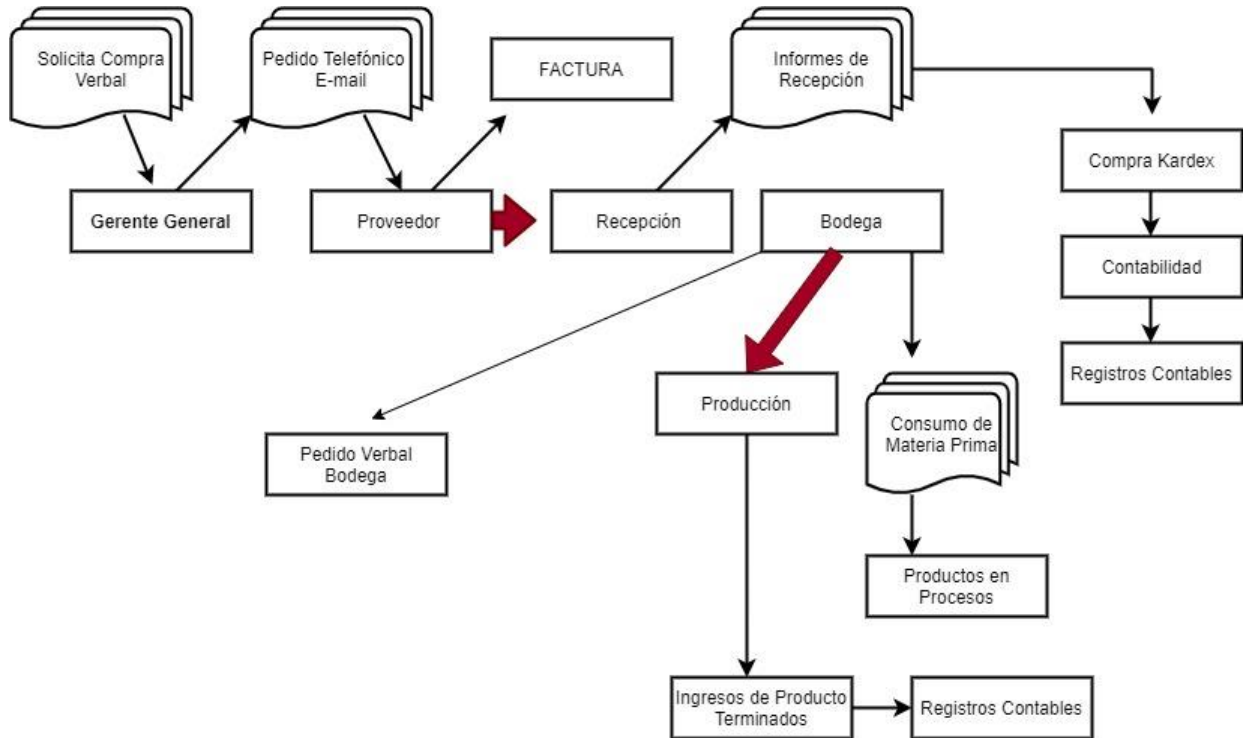 Solicita Compra
Verbal
Pedido Telefónico
E-mail
FACTURA
Informes de
Recepción
Compra Kardex
Gerente General
Proveedor
Recepción
Bodega
Contabilidad
Registros Contables
Producción
Consumo de
Materia Prima
Pedido Verbal
Bodega
Productos en
Procesos
Ingresos de Producto
Terminados
Registros Contables